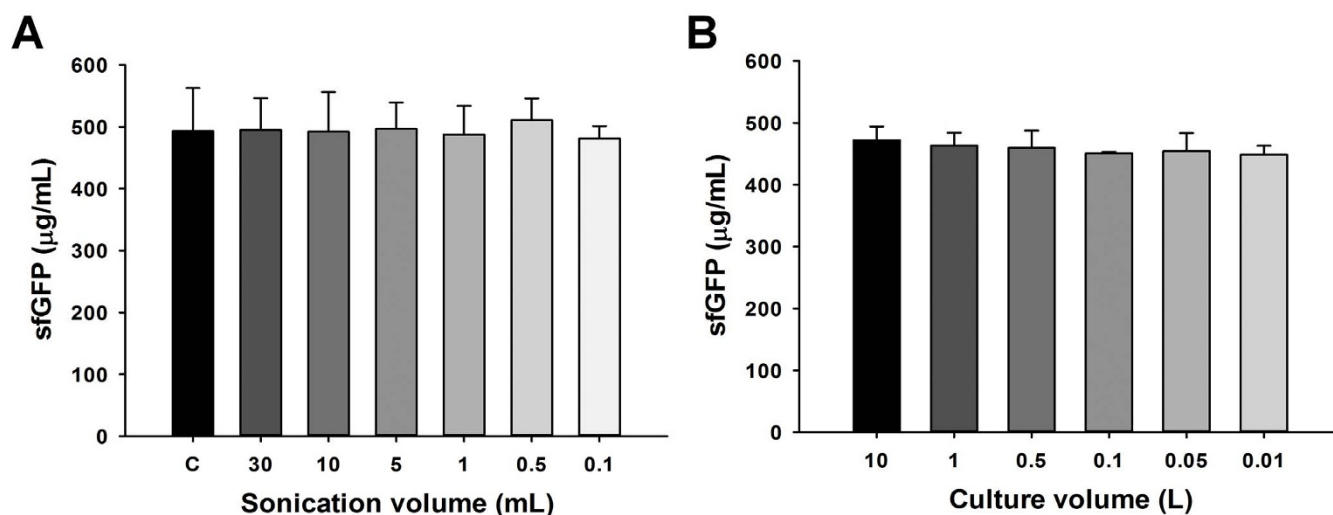 A
sfGFP (μg/mL)
600
500
400
300
200
100
0
C 30 10 5 1 0.5 0.1
Sonication volume (mL)
B
sfGFP (μg/mL)
600
500
400
300
200
100
0
10 1 0.5 0.1 0.05 0.01
Culture volume (L)